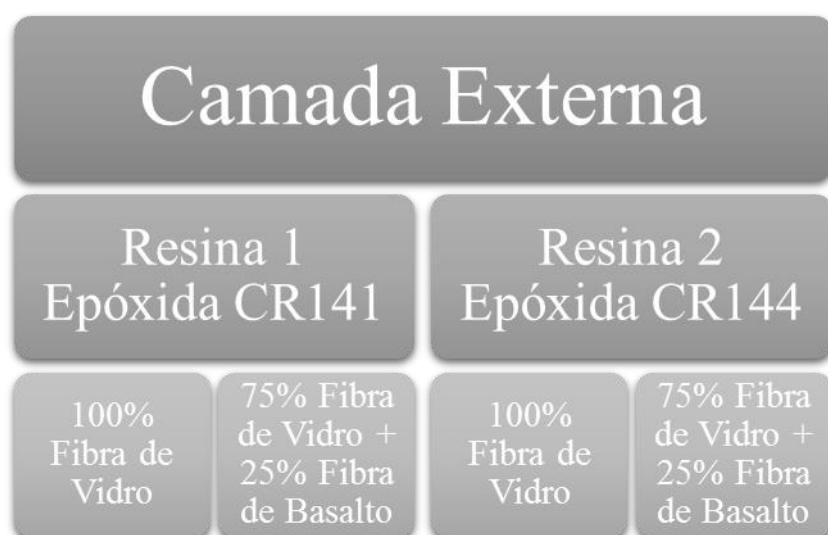 Camada Externa
Resina 1
Epóxida CR141
Resina 2
Epóxida CR144
100%
Fibra de
Vidro
75% Fibra
de Vidro +
25% Fibra
de Basalto
100%
Fibra de
Vidro
75% Fibra
de Vidro +
25% Fibra
de Basalto